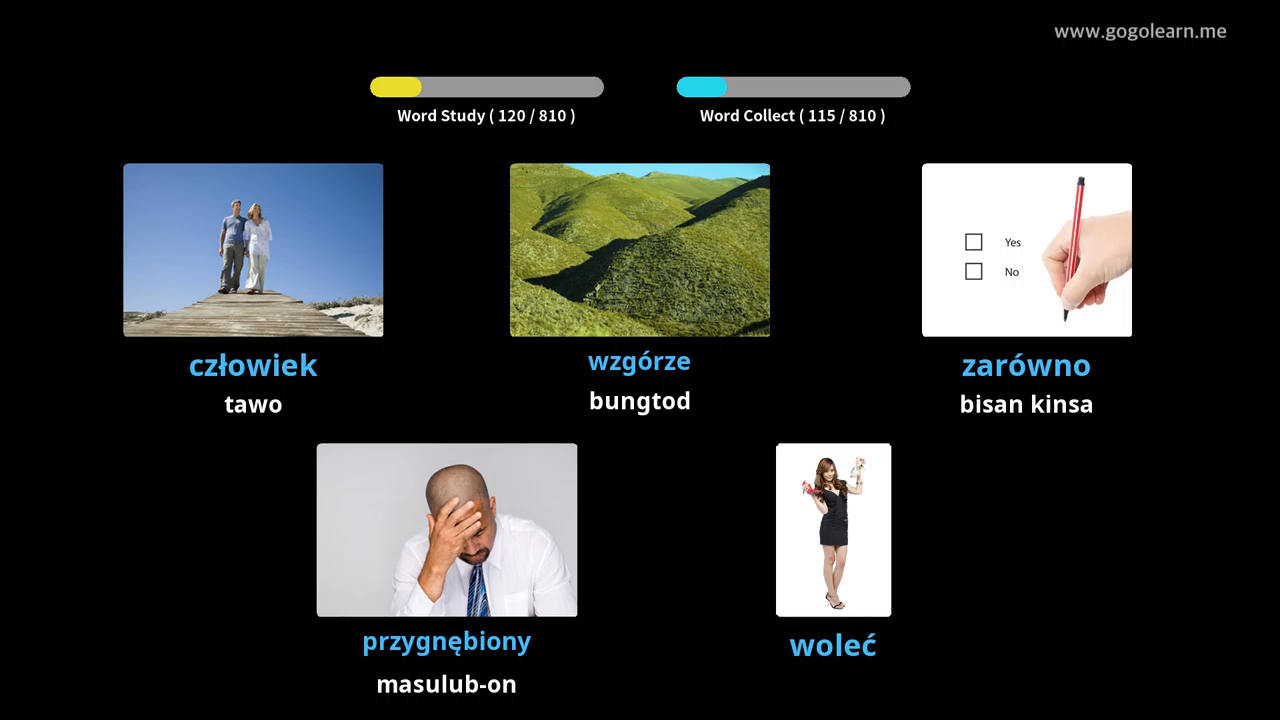 www.gogolearn.me
Word Study ( 120 / 810 )
Word Collect ( 115 / 810 )
Yes
No
człowiek
tawo
wzgórze
bungtod
zarówno
bisan kinsa
przygnębiony
masulub-on
woleć